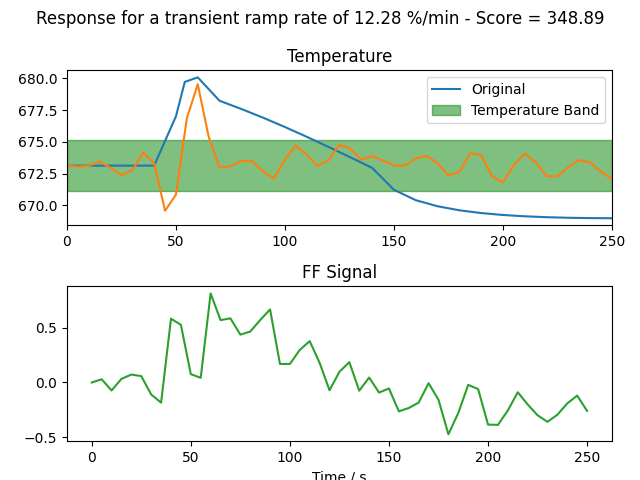 Response for a transient ramp rate of 12.28 %/min - Score = 348.89
Temperature
680.0
677.5
675.0
672.5
670.0
Original
Temperature Band
0 50 100 150 200 250
FF Signal
0.5
0.0
−0.5
0 50 100 150 200 250
Time / s